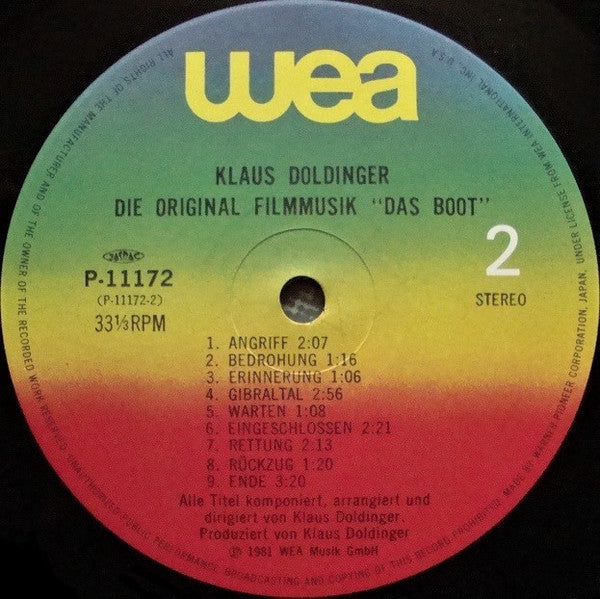 wea
KLAUS DOLDINGER
DIE ORIGINAL FILMMUSIK "DAS BOOT"
JASRAC
P-11172
(P-11172-2)
33⅓RPM
2
STEREO
1. ANGRIFF 2:07
2. BEDROHUNG 1:16
3. ERINNERUNG 1:06
4. GIBRALTAL 2:56
5. WARTEN 1:08
6. EINGESCHLOSSEN 2:21
7. RETTUNG 2:13
8. RÜCKZUG 1:20
9. ENDE 3:20
Alle Titel komponiert, arrangiert und
dirigiert von Klaus Doldinger.
Produziert von Klaus Doldinger
℗ 1981 WEA Musik GmbH
ALL RIGHTS OF THE MANUFACTURER AND OF THE OWNER OF THE RECORDED WORK RESERVED. UNAUTHORIZED PUBLIC PERFORMANCE, BROADCASTING AND COPYING OF THIS RECORD PROHIBITED. MADE BY WARNER-PIONEER CORPORATION, JAPAN, UNDER LICENSE FROM WEA INTERNATIONAL INC. U.S.A.